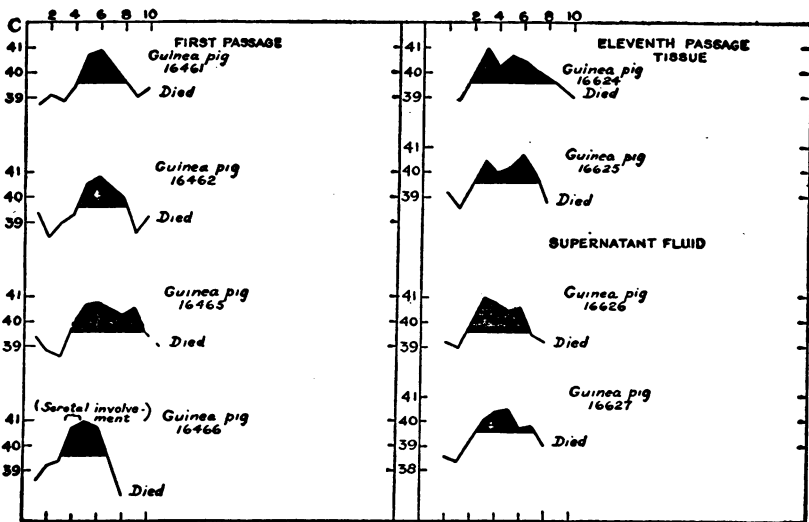 C
2 4 6 8 10
FIRST PASSAGE
41
40
39
Guinea pig
16461
Died
41
40
39
Guinea pig
16462
Died
41
40
39
Guinea pig
16465
Died
(Scrotal involve-)
ment
41
40
39
Guinea pig
16466
Died
2 4 6 8 10
ELEVENTH PASSAGE
TISSUE
41
40
39
Guinea pig
16624
Died
41
40
39
Guinea pig
16625
Died
SUPERNATANT FLUID
41
40
39
Guinea pig
16626
Died
41
40
39
38
Guinea pig
16627
Died